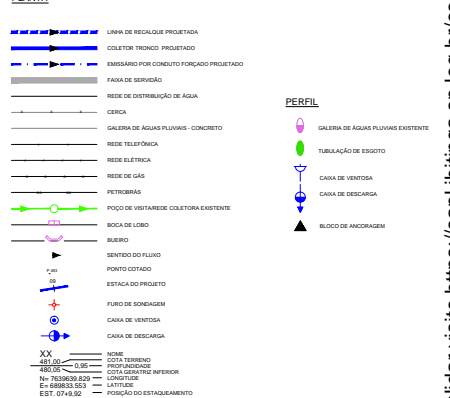 PLANTA
LINHA DE RECALQUE PROJETADA
COLETOR TRONCO PROJETADO
EMISSÁRIO POR CONDUTO FORÇADO PROJETADO
FAIXA DE SERVIDÃO
REDE DE DISTRIBUIÇÃO DE ÁGUA
CERCA
GALERIA DE ÁGUAS PLUVIAIS - CONCRETO
REDE TELEFÔNICA
REDE ELÉTRICA
REDE DE GÁS
PETROBRÁS
POÇO DE VISITA/REDE COLETORA EXISTENTE
BOCA DE LOBO
BUEIRO
SENTIDO DO FLUXO
PONTO COTADO
09
ESTACA DO PROJETO
FURO DE SONDAGEM
CAIXA DE VENTOSA
CAIXA DE DESCARGA
XX NOME
481,00 COTA TERRENO
0,95 PROFUNDIDADE
480,05 COTA GERATRIZ INFERIOR
N= 7639639.829 LONGITUDE
E= 689833.553 LATITUDE
EST. 07+9,92 POSIÇÃO DO ESTAQUEAMENTO
PERFIL
GALERIA DE ÁGUAS PLUVIAIS EXISTENTE
TUBULAÇÃO DE ESGOTO
CAIXA DE VENTOSA
CAIXA DE DESCARGA
BLOCO DE ANCORAGEM